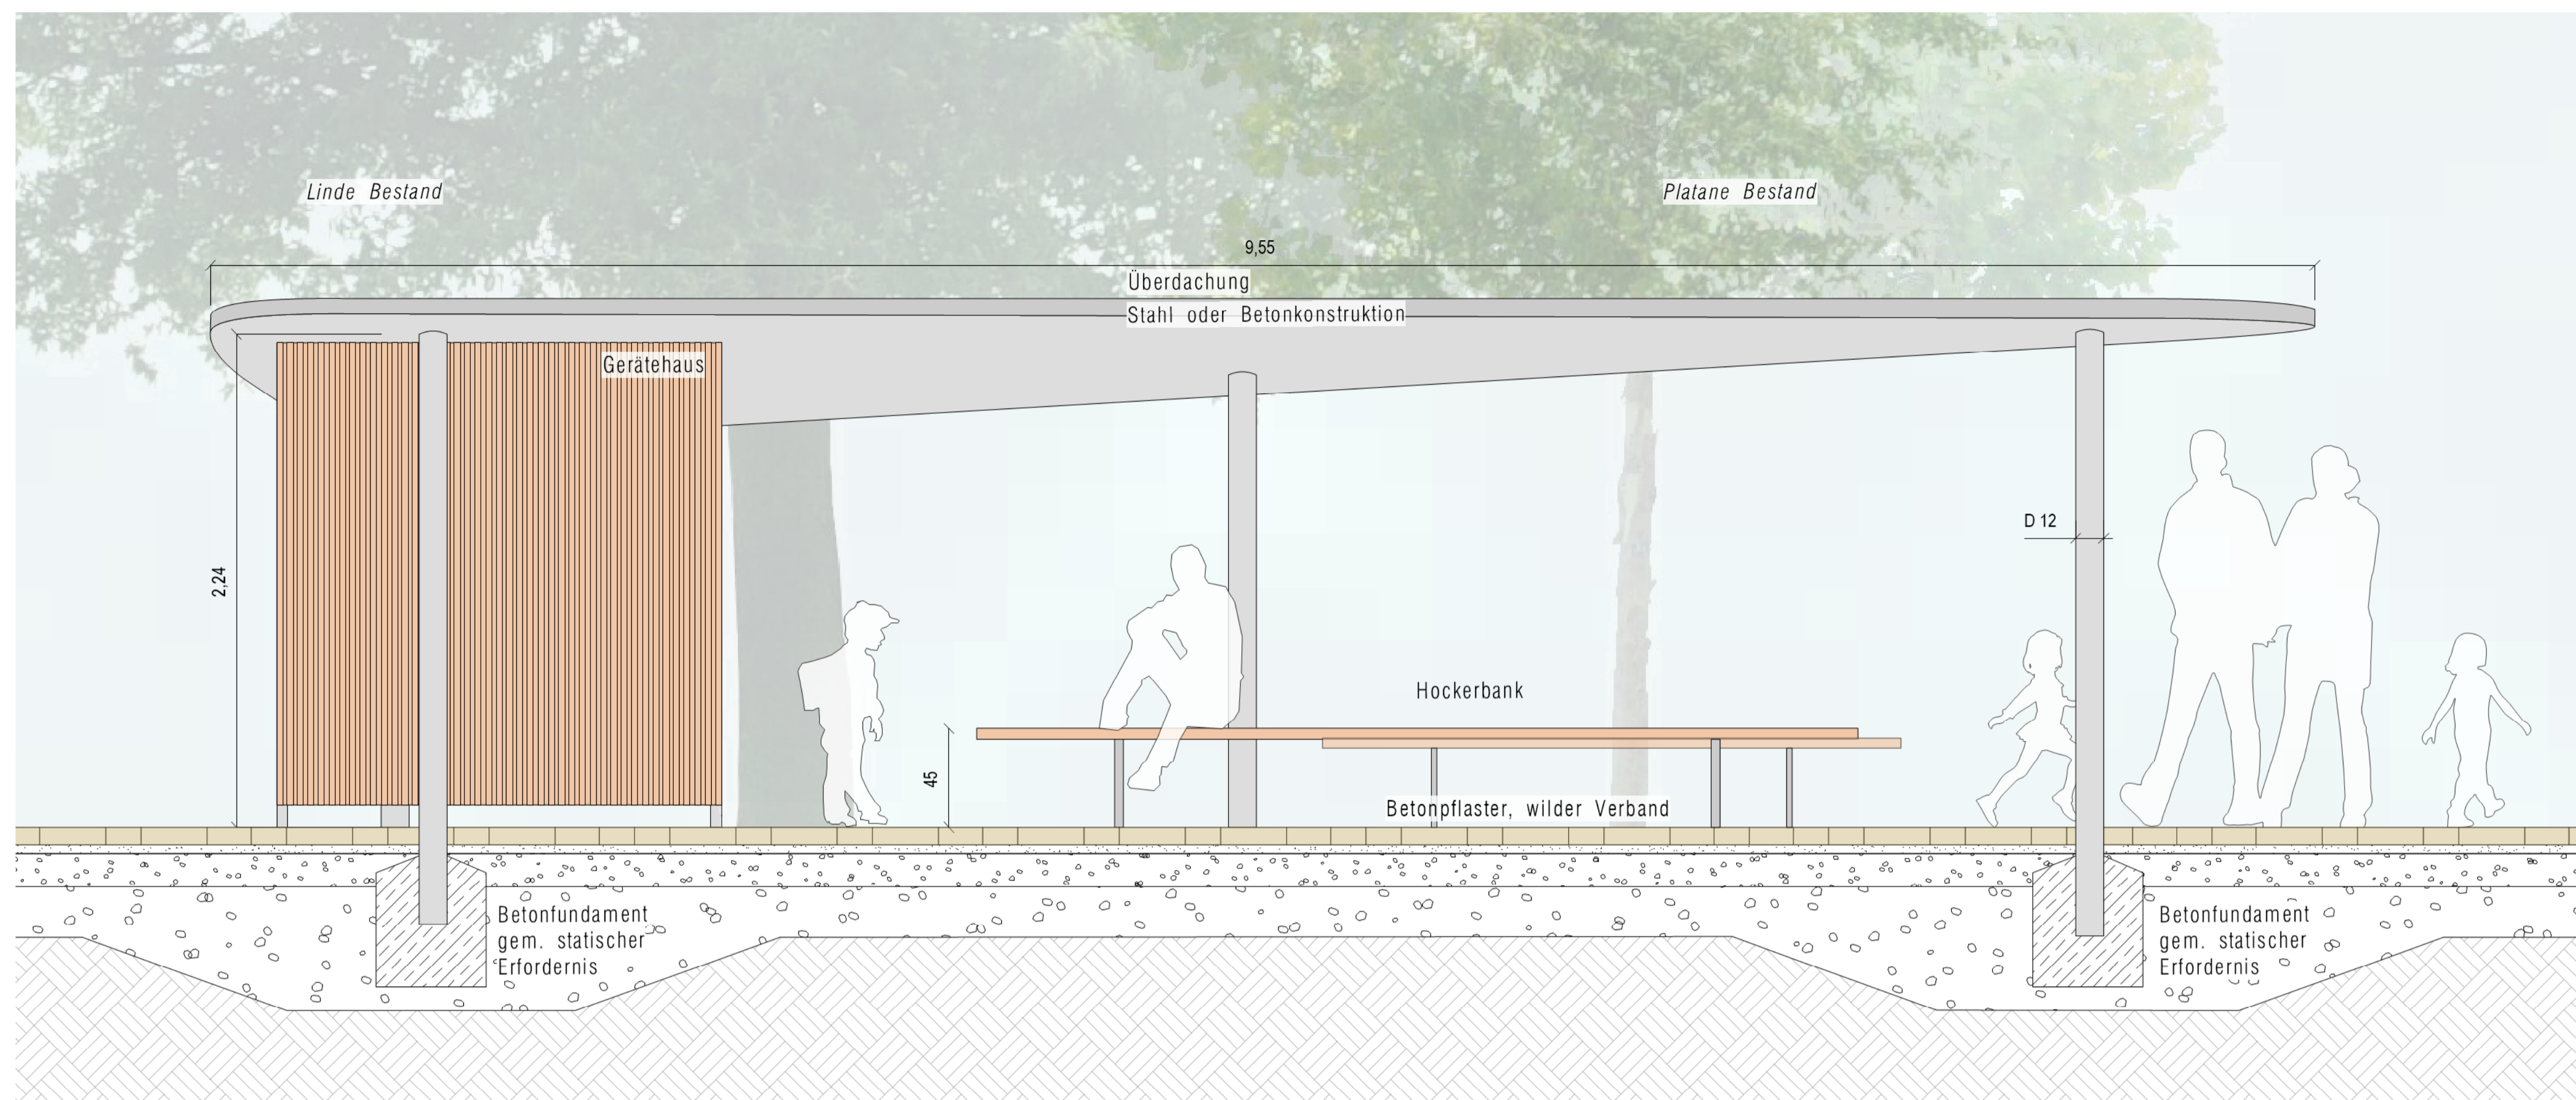 Linde Bestand
Platane Bestand
9,55
Überdachung
Stahl oder Betonkonstruktion
Gerätehaus
D 12
2,24
Hockerbank
45
Betonpflaster, wilder Verband
Betonfundament
gem. statischer
Erfordernis
Betonfundament
gem. statischer
Erfordernis